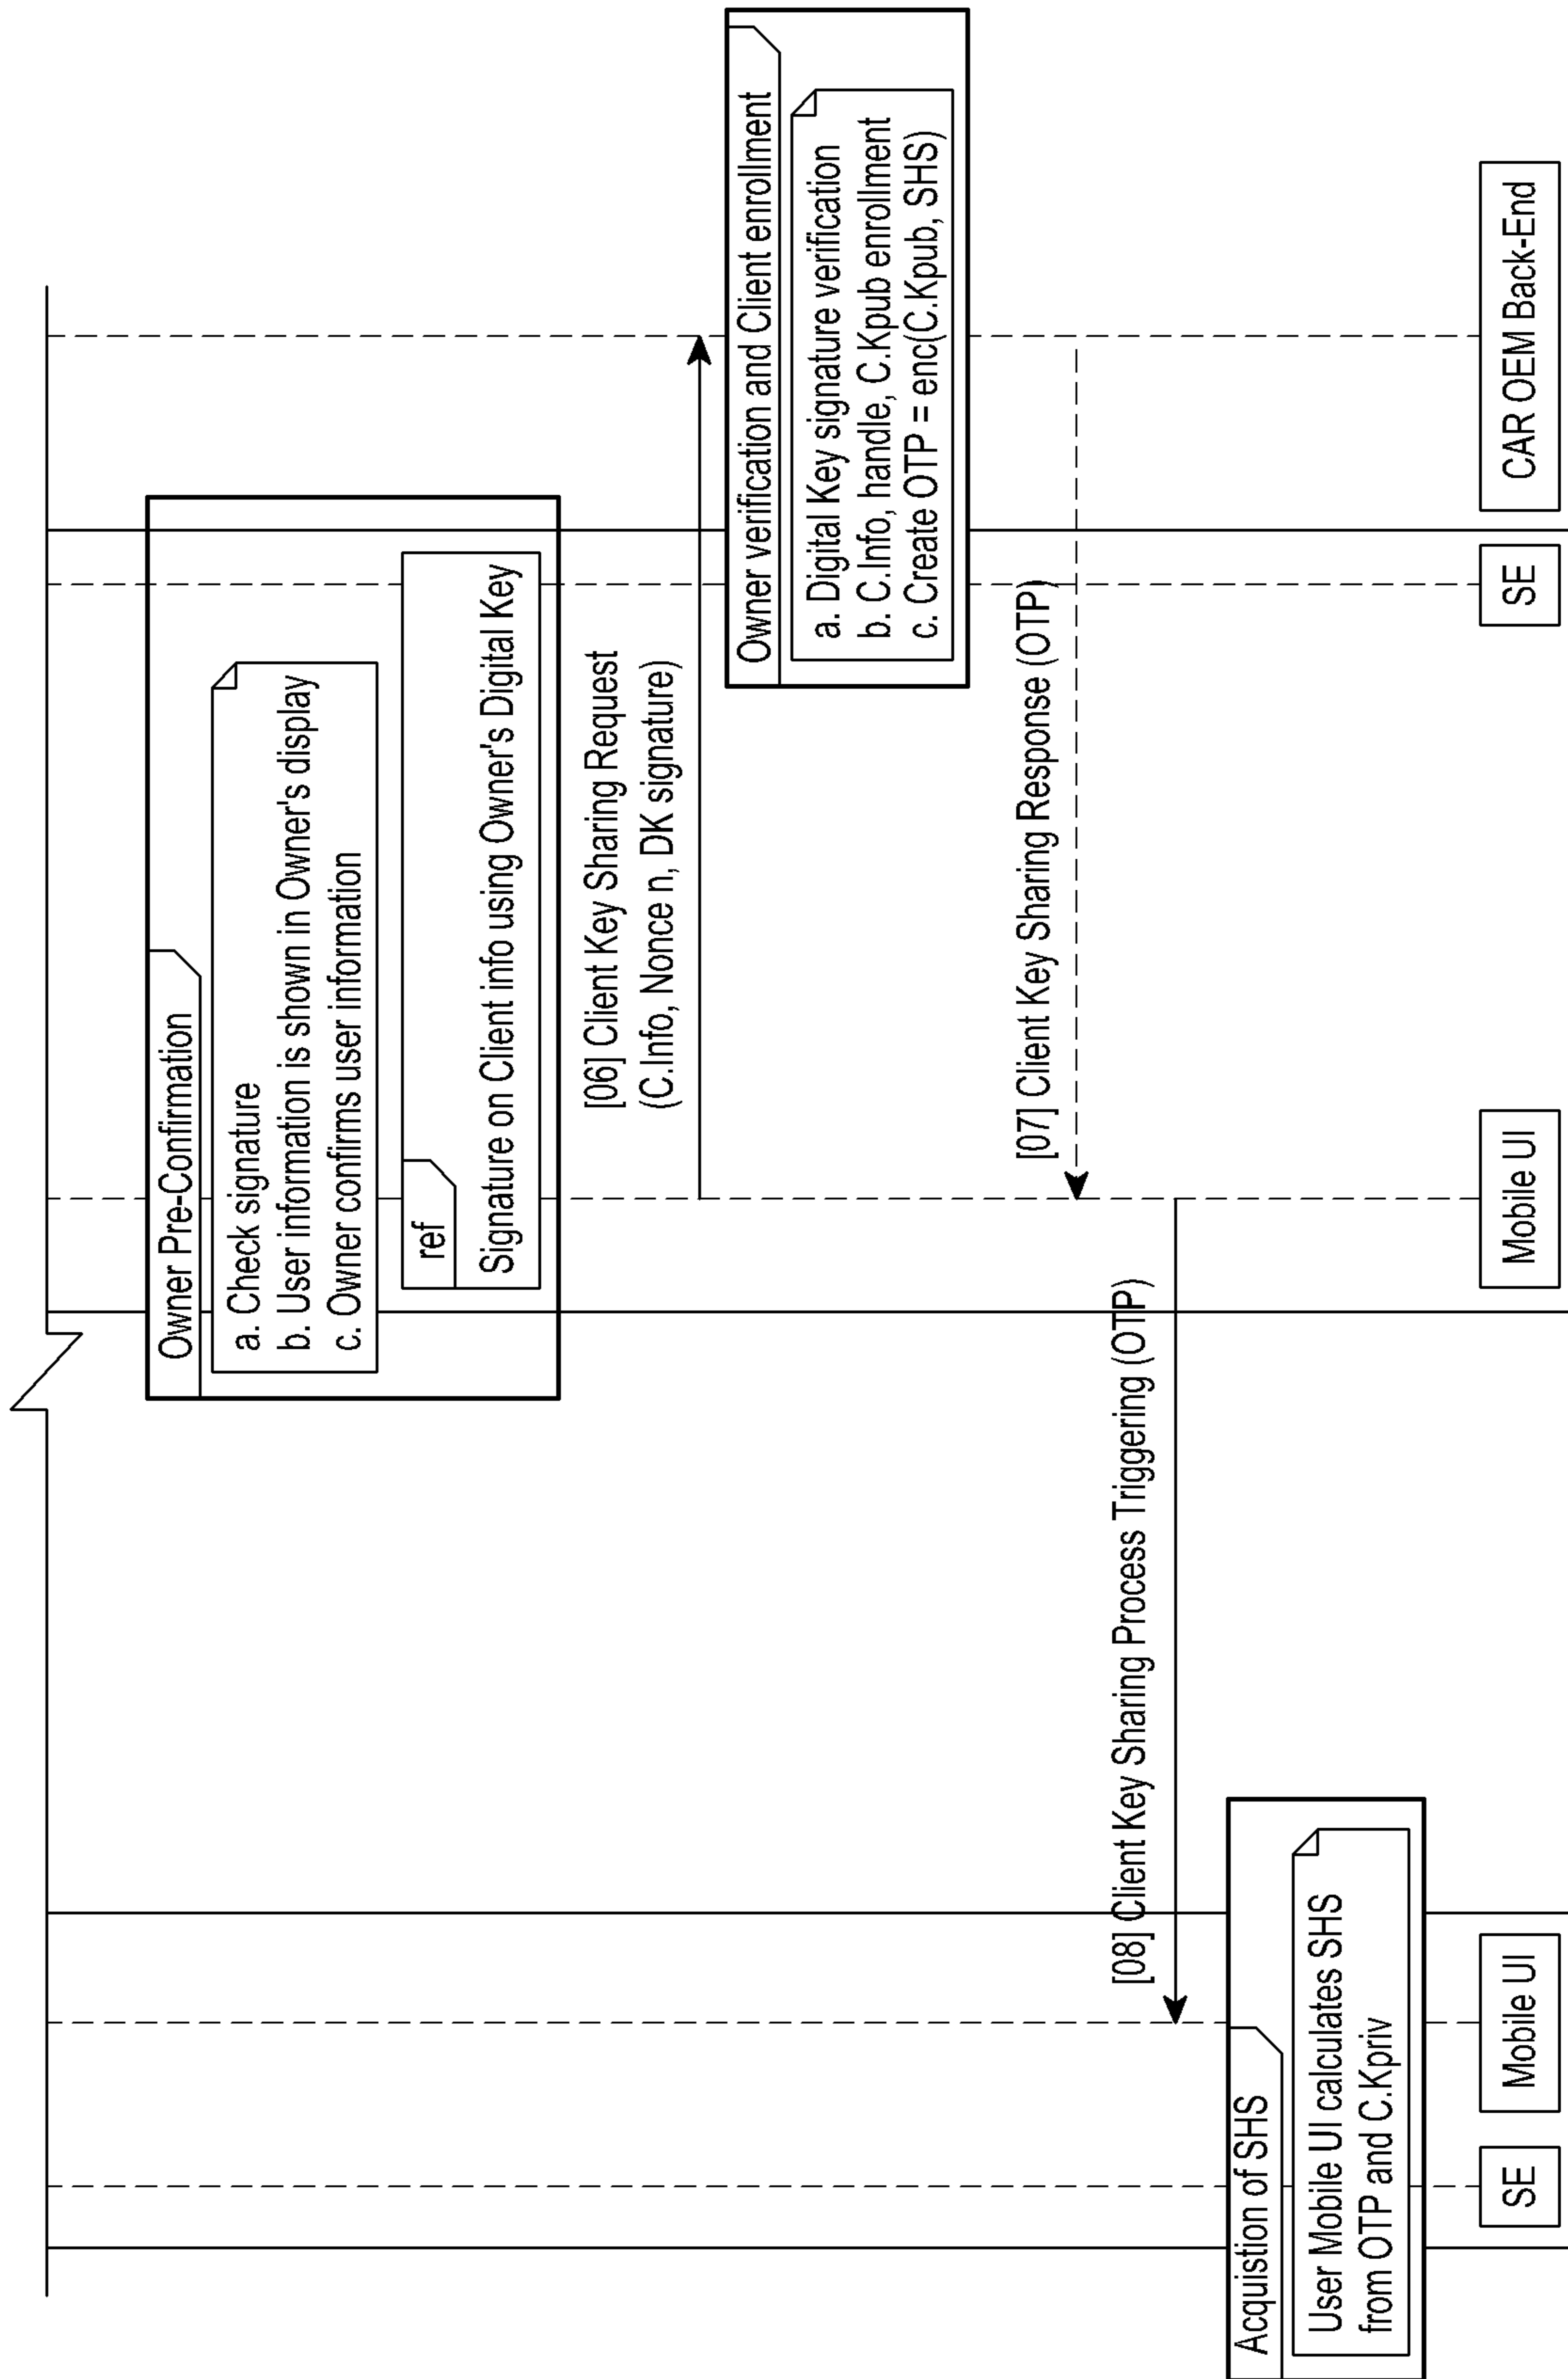 Owner Pre-Confirmation
a. Check signature
b. User information is shown in Owner's display
c. Owner confirms user information
ref
Signature on Client info using Owner's Digital Key
[06] Client Key Sharing Request
(C.Info, Nonce n, DK signature)
Owner verification and Client enrollment
a. Digital Key signature verification
b. C.Info, handle, C.Kpub enrollment
c. Create OTP = enc(C.Kpub, SHS)
[07] Client Key Sharing Response (OTP)
[08] Client Key Sharing Process Triggering (OTP)
Acquistion of SHS
User Mobile UI calculates SHS
from OTP and C.Kpriv
SE
Mobile UI
Mobile UI
SE
CAR OEM Back-End